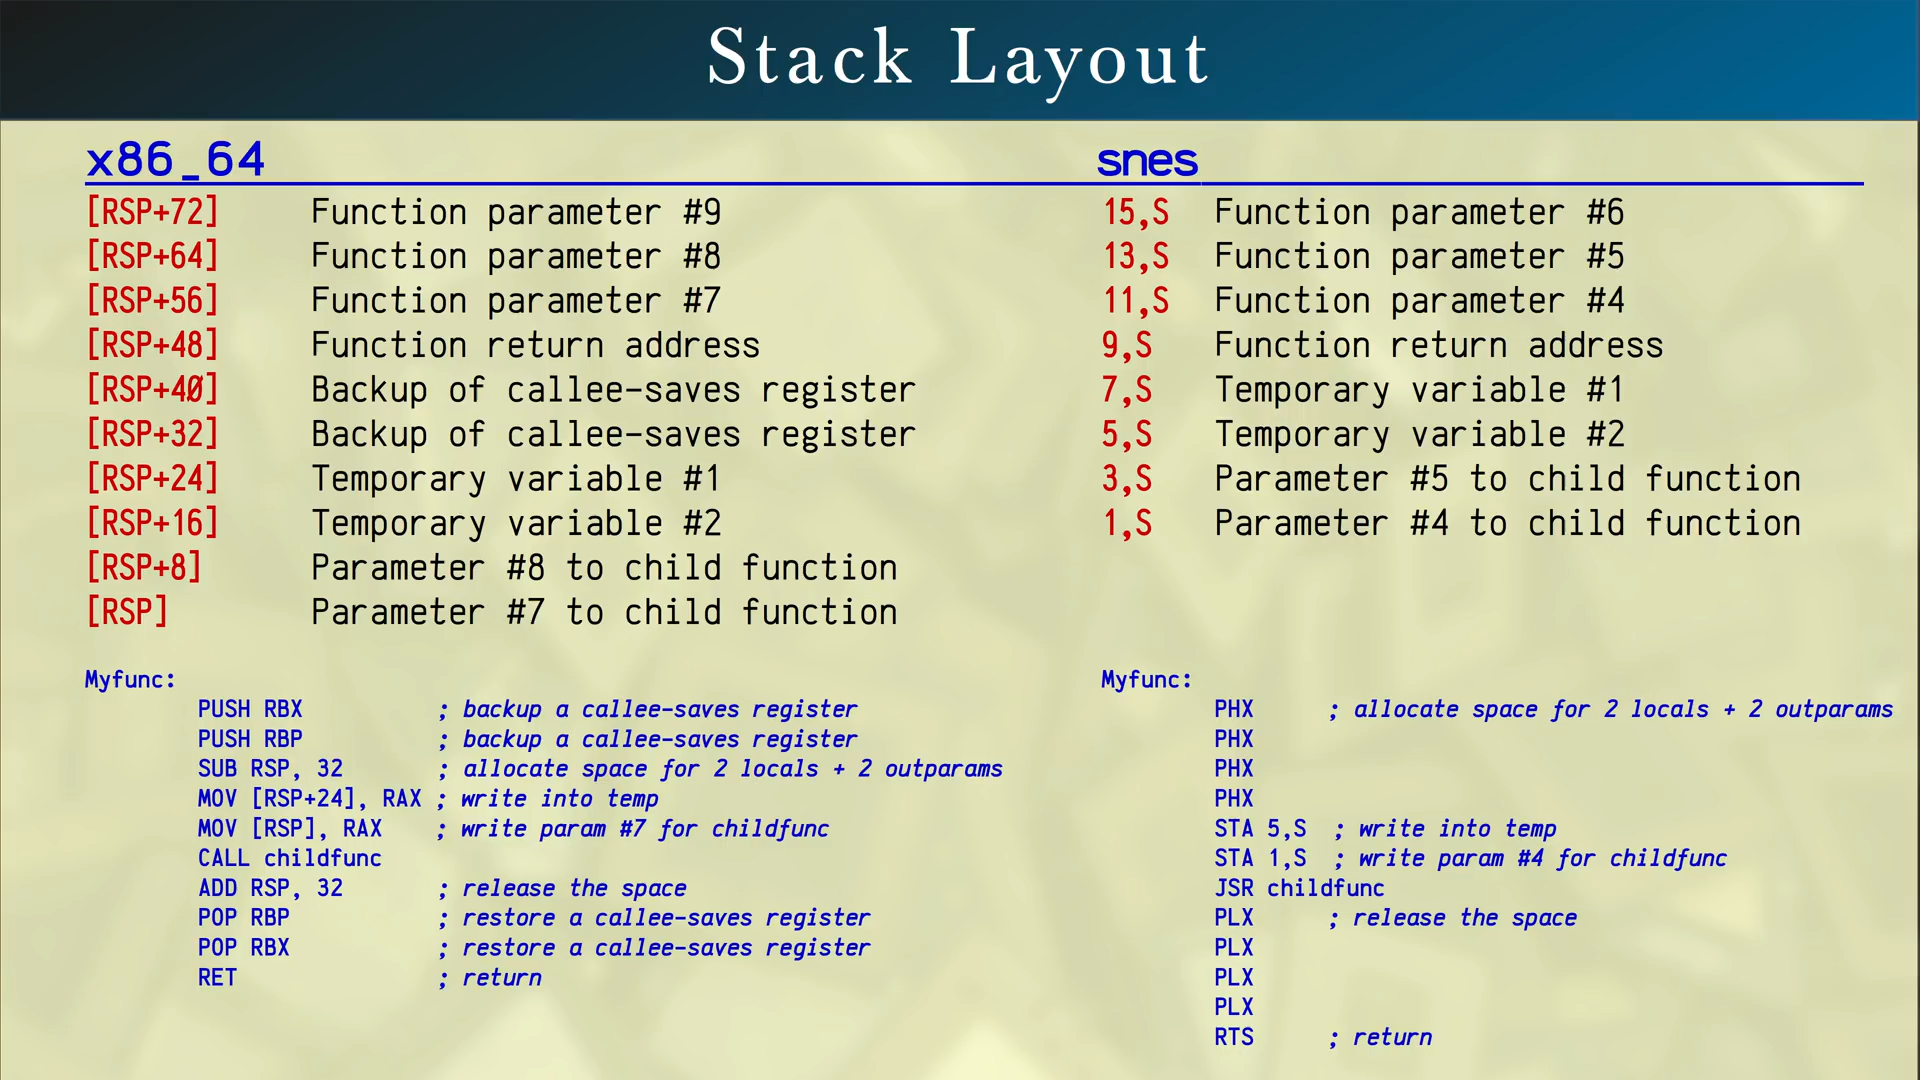 Stack Layout
x86_64
[RSP+72] Function parameter #9
[RSP+64] Function parameter #8
[RSP+56] Function parameter #7
[RSP+48] Function return address
[RSP+40] Backup of callee-saves register
[RSP+32] Backup of callee-saves register
[RSP+24] Temporary variable #1
[RSP+16] Temporary variable #2
[RSP+8] Parameter #8 to child function
[RSP] Parameter #7 to child function
Myfunc:
PUSH RBX ; backup a callee-saves register
PUSH RBP ; backup a callee-saves register
SUB RSP, 32 ; allocate space for 2 locals + 2 outparams
MOV [RSP+24], RAX ; write into temp
MOV [RSP], RAX ; write param #7 for childfunc
CALL childfunc
ADD RSP, 32 ; release the space
POP RBP ; restore a callee-saves register
POP RBX ; restore a callee-saves register
RET ; return
snes
15,S Function parameter #6
13,S Function parameter #5
11,S Function parameter #4
9,S Function return address
7,S Temporary variable #1
5,S Temporary variable #2
3,S Parameter #5 to child function
1,S Parameter #4 to child function
Myfunc:
PHX ; allocate space for 2 locals + 2 outparams
PHX
PHX
PHX
STA 5,S ; write into temp
STA 1,S ; write param #4 for childfunc
JSR childfunc
PLX ; release the space
PLX
PLX
PLX
RTS ; return